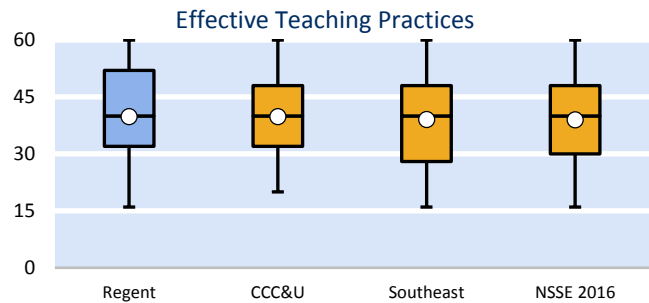 Effective Teaching Practices
60
45
30
15
0
Regent CCC&U Southeast NSSE 2016